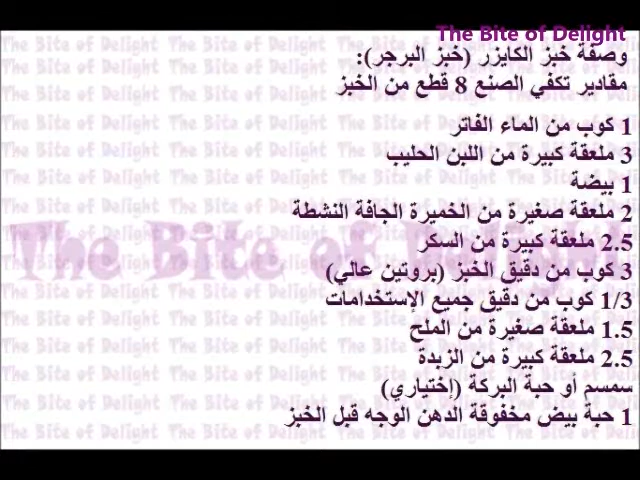 The Bite of Delight
وصفة خبز الكايزر (خبز البرجر):
مقادير تكفي الصنع 8 قطع من الخبز
1 كوب من الماء الفاتر
3 ملعقة كبيرة من اللبن الحليب
1 بيضة
2 ملعقة صغيرة من الخميرة الجافة النشطة
2.5 ملعقة كبيرة من السكر
3 كوب من دقيق الخبز (بروتين عالي)
1/3 كوب من دقيق جميع الإستخدامات
1.5 ملعقة صغيرة من الملح
2.5 ملعقة كبيرة من الزبدة
سمسم أو حبة البركة (إختياري)
1 حبة بيض مخفوقة الدهن الوجه قبل الخبز